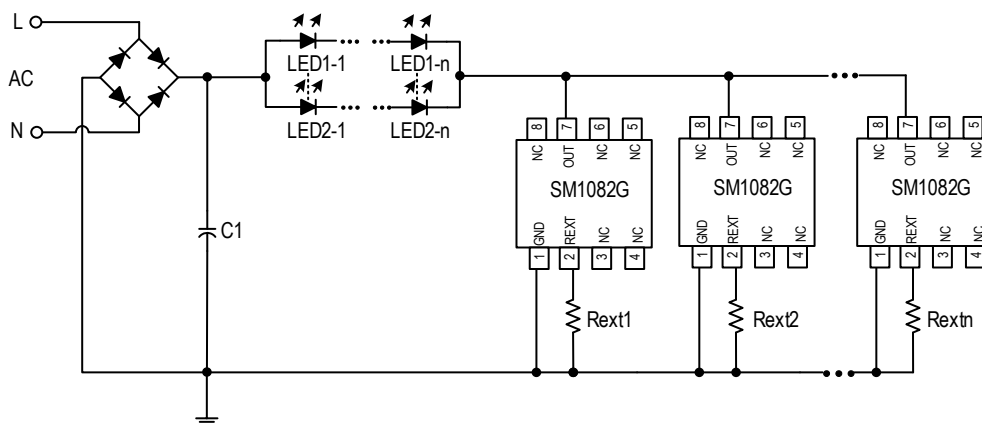 L
AC
N
LED1-1
LED1-n
LED2-1
LED2-n
C1
8 7 6 5
NC OUT NC NC
SM1082G
GND REXT NC NC
1 2 3 4
Rext1
8 7 6 5
NC OUT NC NC
SM1082G
GND REXT NC NC
1 2 3 4
Rext2
8 7 6 5
NC OUT NC NC
SM1082G
GND REXT NC NC
1 2 3 4
Rextn